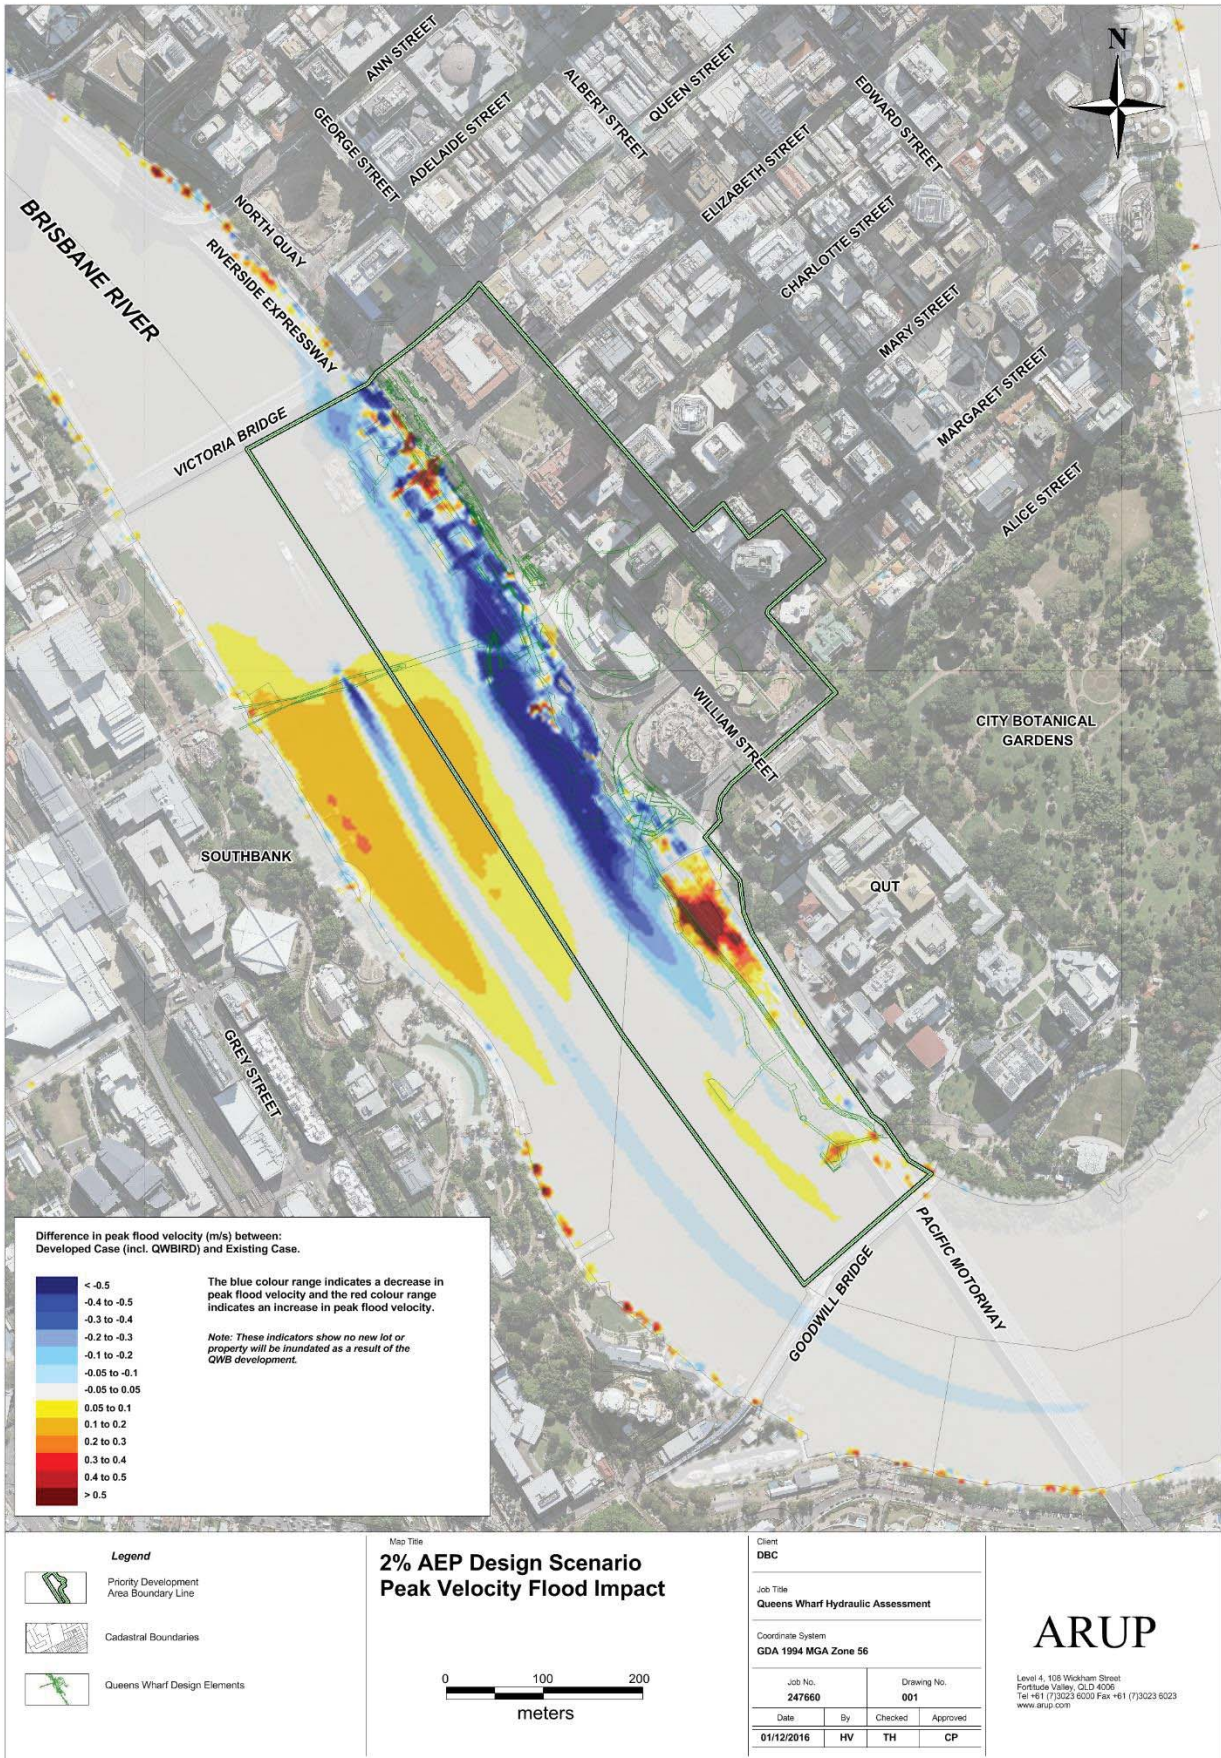 N
ANN STREET
GEORGE STREET
ADELAIDE STREET
ALBERT STREET
QUEEN STREET
EDWARD STREET
ELIZABETH STREET
CHARLOTTE STREET
MARY STREET
MARGARET STREET
ALICE STREET
NORTH QUAY
RIVERSIDE EXPRESSWAY
BRISBANE RIVER
VICTORIA BRIDGE
WILLIAM STREET
CITY BOTANICAL
GARDENS
SOUTHBANK
QUT
GREY STREET
GOODWILL BRIDGE
PACIFIC MOTORWAY
Difference in peak flood velocity (m/s) between:
Developed Case (incl. QWBIRD) and Existing Case.
< -0.5
-0.4 to -0.5
-0.3 to -0.4
-0.2 to -0.3
-0.1 to -0.2
-0.05 to -0.1
-0.05 to 0.05
0.05 to 0.1
0.1 to 0.2
0.2 to 0.3
0.3 to 0.4
0.4 to 0.5
> 0.5
The blue colour range indicates a decrease in
peak flood velocity and the red colour range
indicates an increase in peak flood velocity.
Note: These indicators show no new lot or
property will be inundated as a result of the
QWB development.
Legend
Priority Development
Area Boundary Line
Cadastral Boundaries
Queens Wharf Design Elements
Map Title
2% AEP Design Scenario
Peak Velocity Flood Impact
0 100 200
meters
Client
DBC
Job Title
Queens Wharf Hydraulic Assessment
Coordinate System
GDA 1994 MGA Zone 56
Job No. Drawing No.
247660 001
Date By Checked Approved
01/12/2016 HV TH CP
ARUP
Level 4, 108 Wickham Street
Fortitude Valley, QLD 4006
Tel +61 (7)3023 6000 Fax +61 (7)3023 6023
www.arup.com